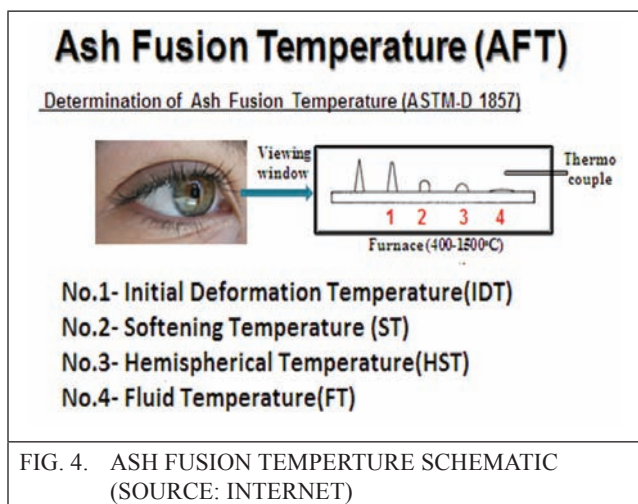 Ash Fusion Temperature (AFT)
Determination of Ash Fusion Temperature (ASTM-D 1857)
Viewing
window
Thermo
couple
1 2 3 4
Furnace (400-1500ºC)
No.1- Initial Deformation Temperature(IDT)
No.2- Softening Temperature (ST)
No.3- Hemispherical Temperature(HST)
No.4- Fluid Temperature(FT)
FIG. 4. ASH FUSION TEMPERTURE SCHEMATIC
(SOURCE: INTERNET)